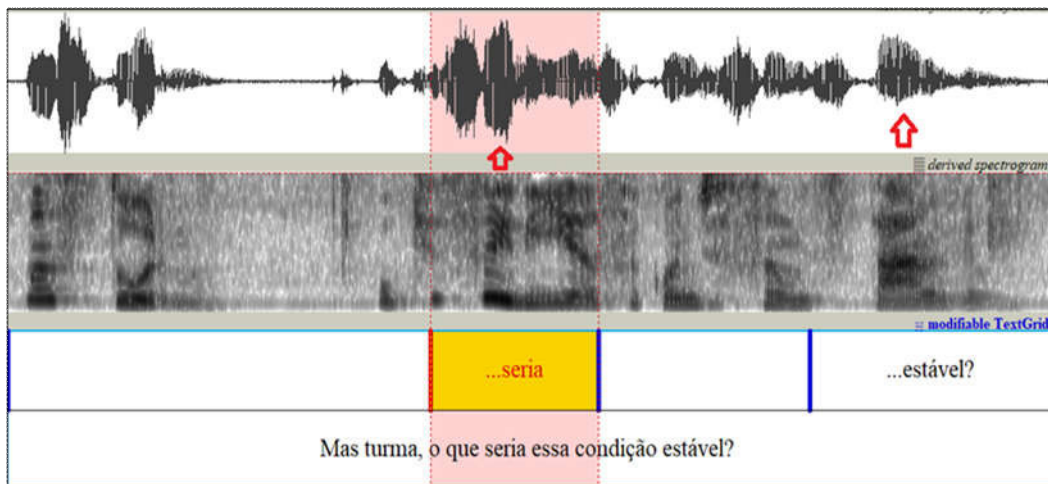 derived spectrogram
modifiable TextGrid
...seria
...estável?
Mas turma, o que seria essa condição estável?